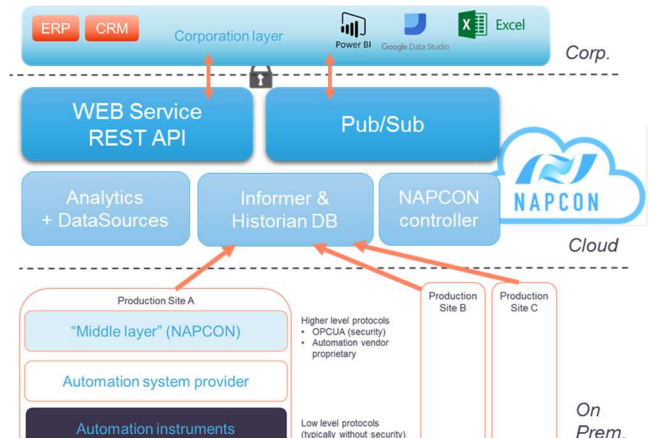 ERP
CRM
Corporation layer
Power BI
Google Data Studio
X
Excel
Corp.
WEB Service
REST API
Pub/Sub
Analytics
+ DataSources
Informer &
Historian DB
NAPCON
controller
NAPCON
Cloud
Production Site A
Production
Site B
Production
Site C
"Middle layer" (NAPCON)
Higher level protocols
• OPCUA (security)
• Automation vendor
proprietary
Automation system provider
Automation instruments
Low level protocols
(typically without security)
On
Prem.